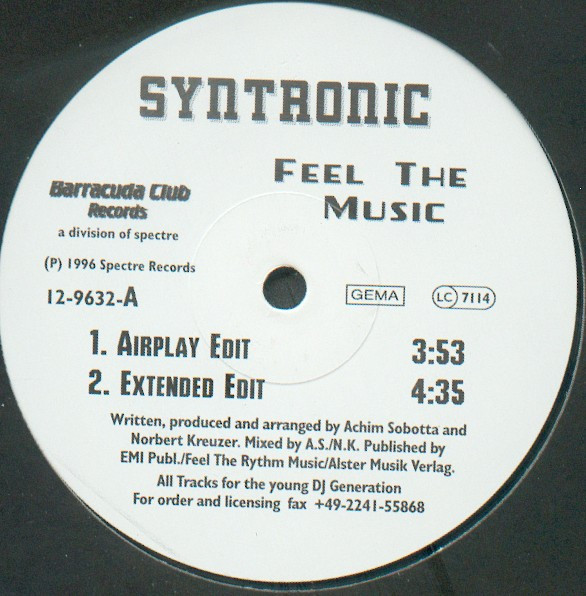 SYNTRONIC
FEEL THE
MUSIC
Barracuda Club
Records
a division of spectre
(P) 1996 Spectre Records
12-9632-A
GEMA
LC 7114
1. AIRPLAY EDIT 3:53
2. EXTENDED EDIT 4:35
Written, produced and arranged by Achim Sobotta and
Norbert Kreuzer. Mixed by A.S./N.K. Published by
EMI Publ./Feel The Rythm Music/Alster Musik Verlag.
All Tracks for the young DJ Generation
For order and licensing fax +49-2241-55868